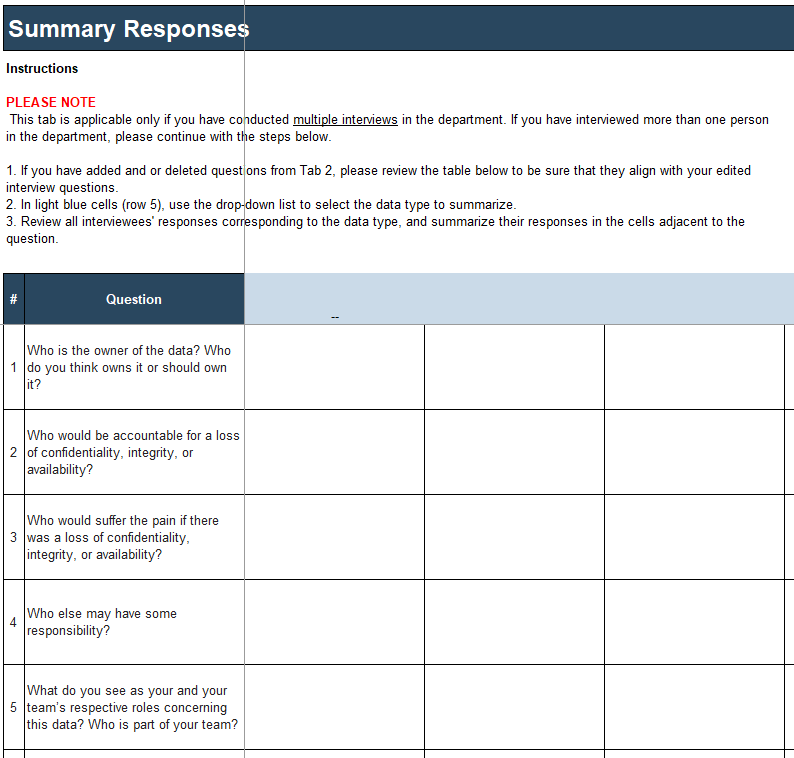 Summary Responses
Instructions
PLEASE NOTE
This tab is applicable only if you have conducted multiple interviews in the department. If you have interviewed more than one person
in the department, please continue with the steps below.
1. If you have added and or deleted questions from Tab 2, please review the table below to be sure that they align with your edited
interview questions.
2. In light blue cells (row 5), use the drop-down list to select the data type to summarize.
3. Review all interviewees' responses corresponding to the data type, and summarize their responses in the cells adjacent to the
question.
# Question
--
1 Who is the owner of the data? Who
do you think owns it or should own
it?
2 Who would be accountable for a loss
of confidentiality, integrity, or
availability?
3 Who would suffer the pain if there
was a loss of confidentiality,
integrity, or availability?
4 Who else may have some
responsibility?
5 What do you see as your and your
team's respective roles concerning
this data? Who is part of your team?